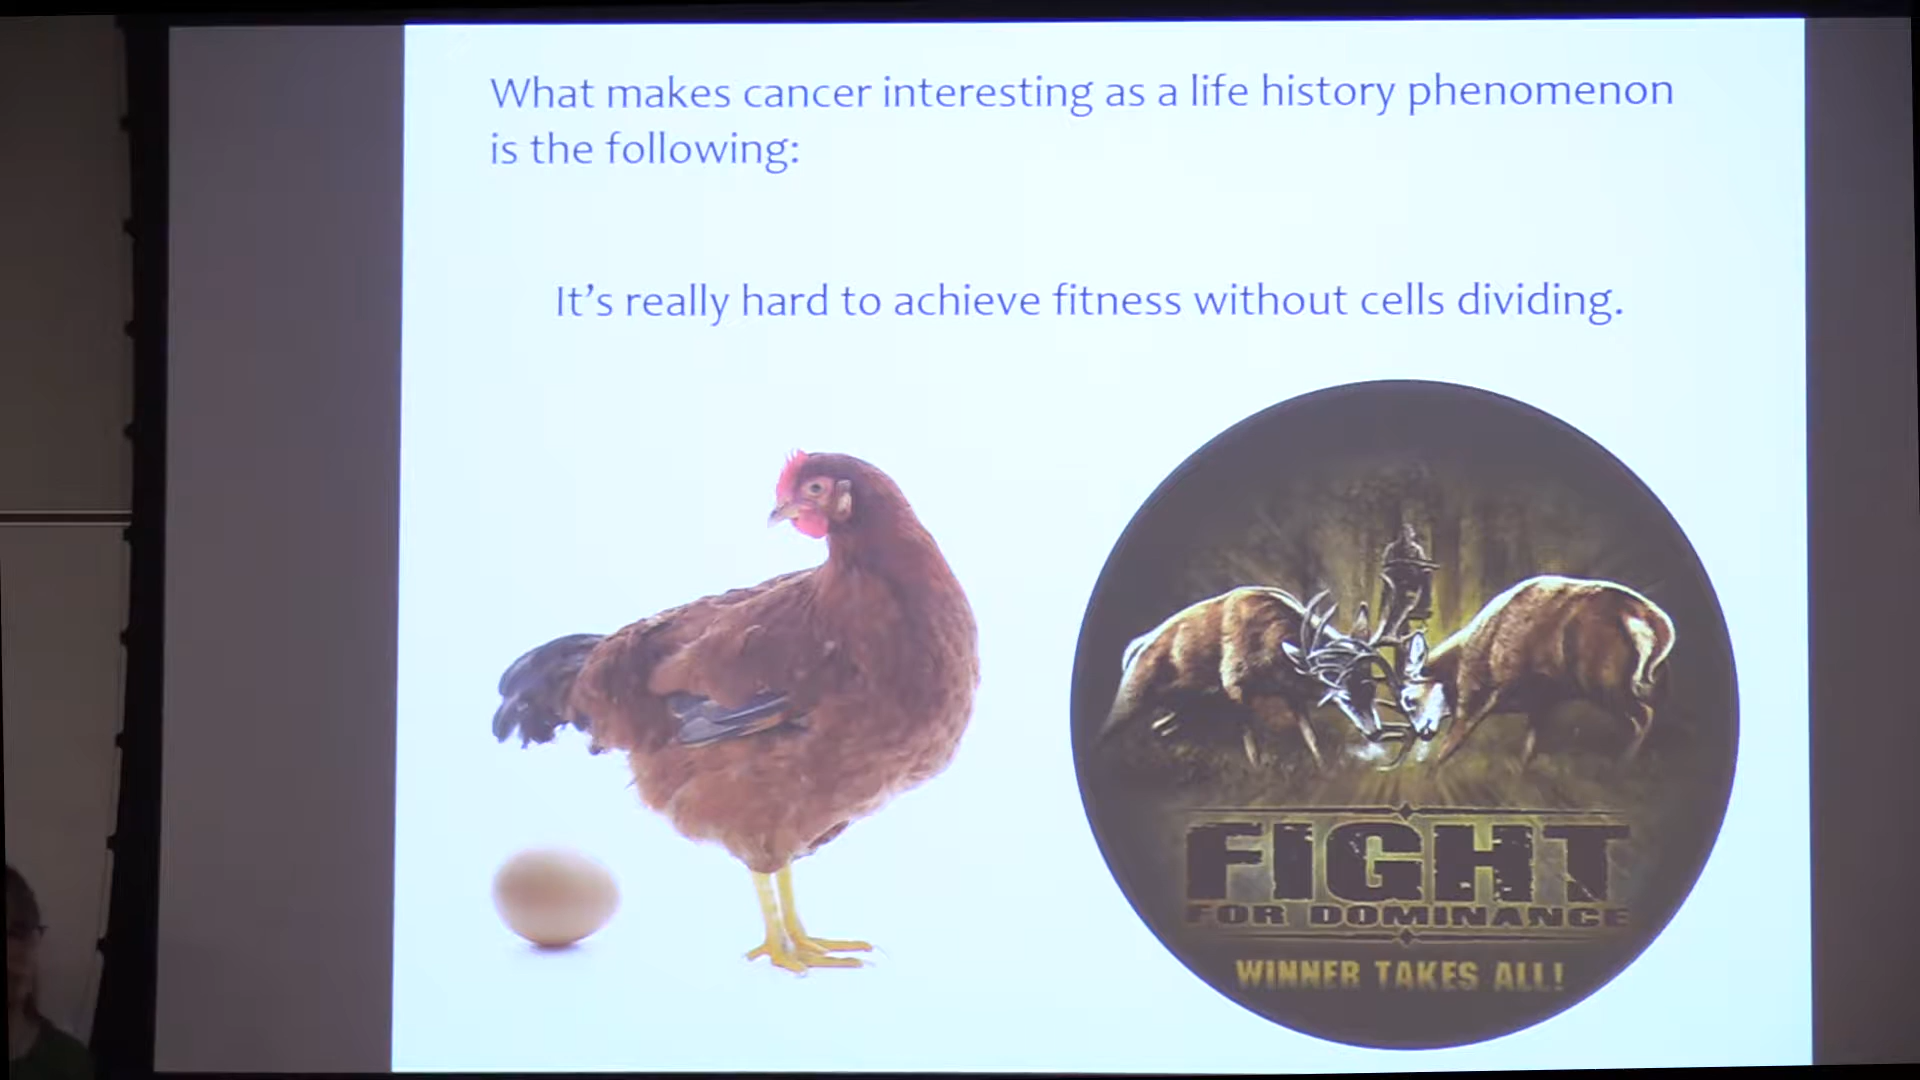 What makes cancer interesting as a life history phenomenon
is the following:
It's really hard to achieve fitness without cells dividing.
FIGHT
FOR DOMINANCE
WINNER TAKES ALL!